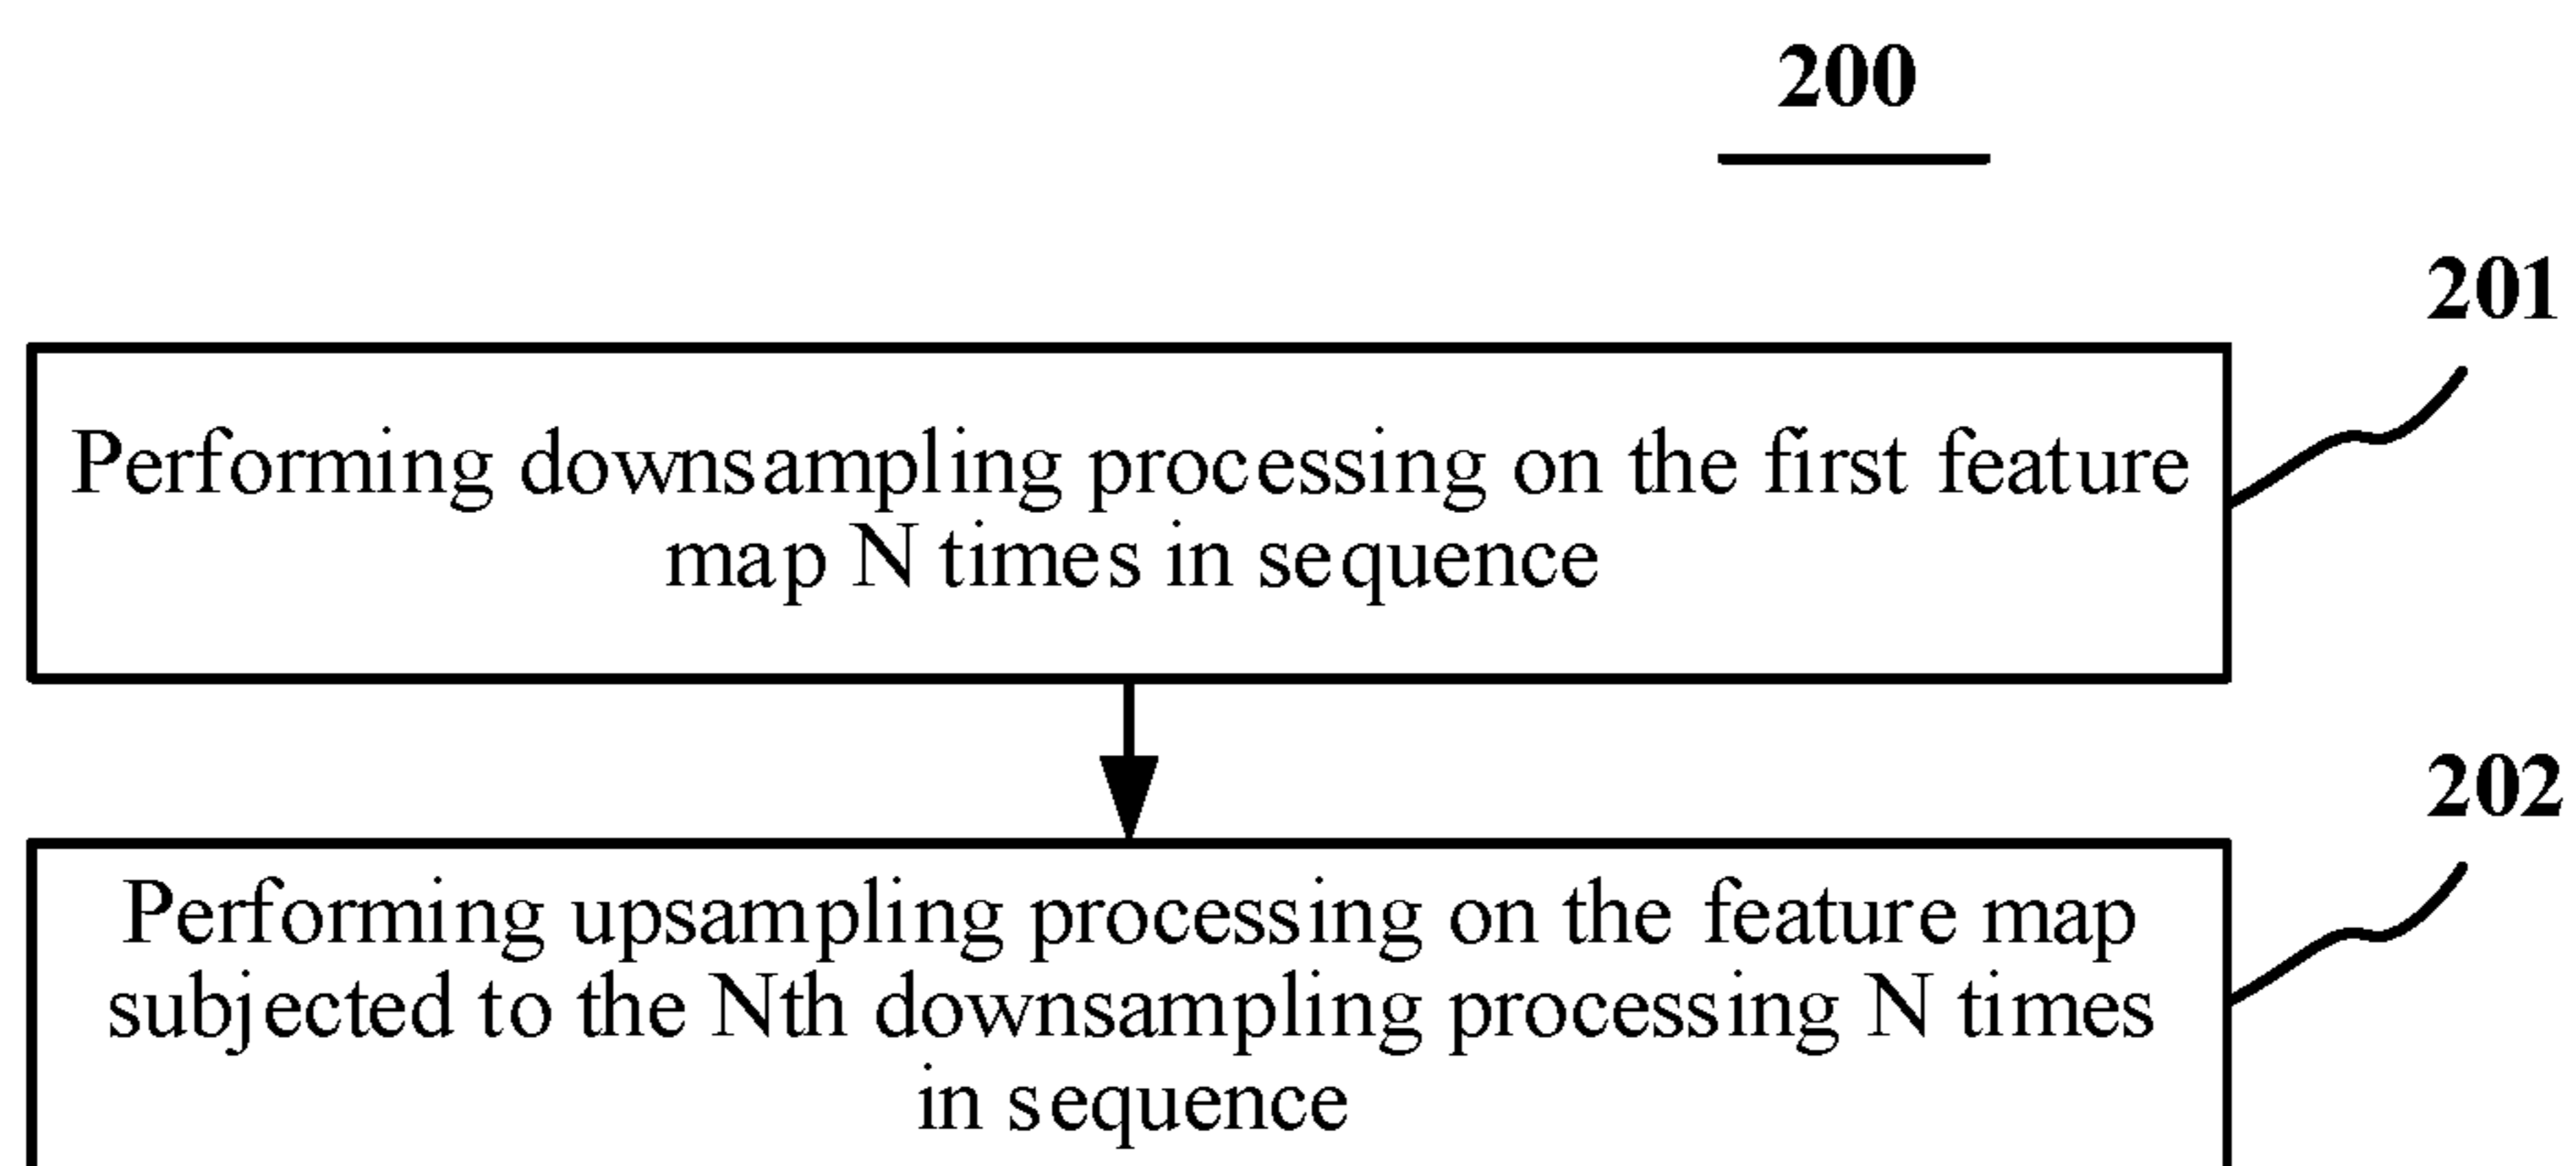 200
201
Performing downsampling processing on the first feature
map N times in sequence
202
Performing upsampling processing on the feature map
subjected to the Nth downsampling processing N times
in sequence